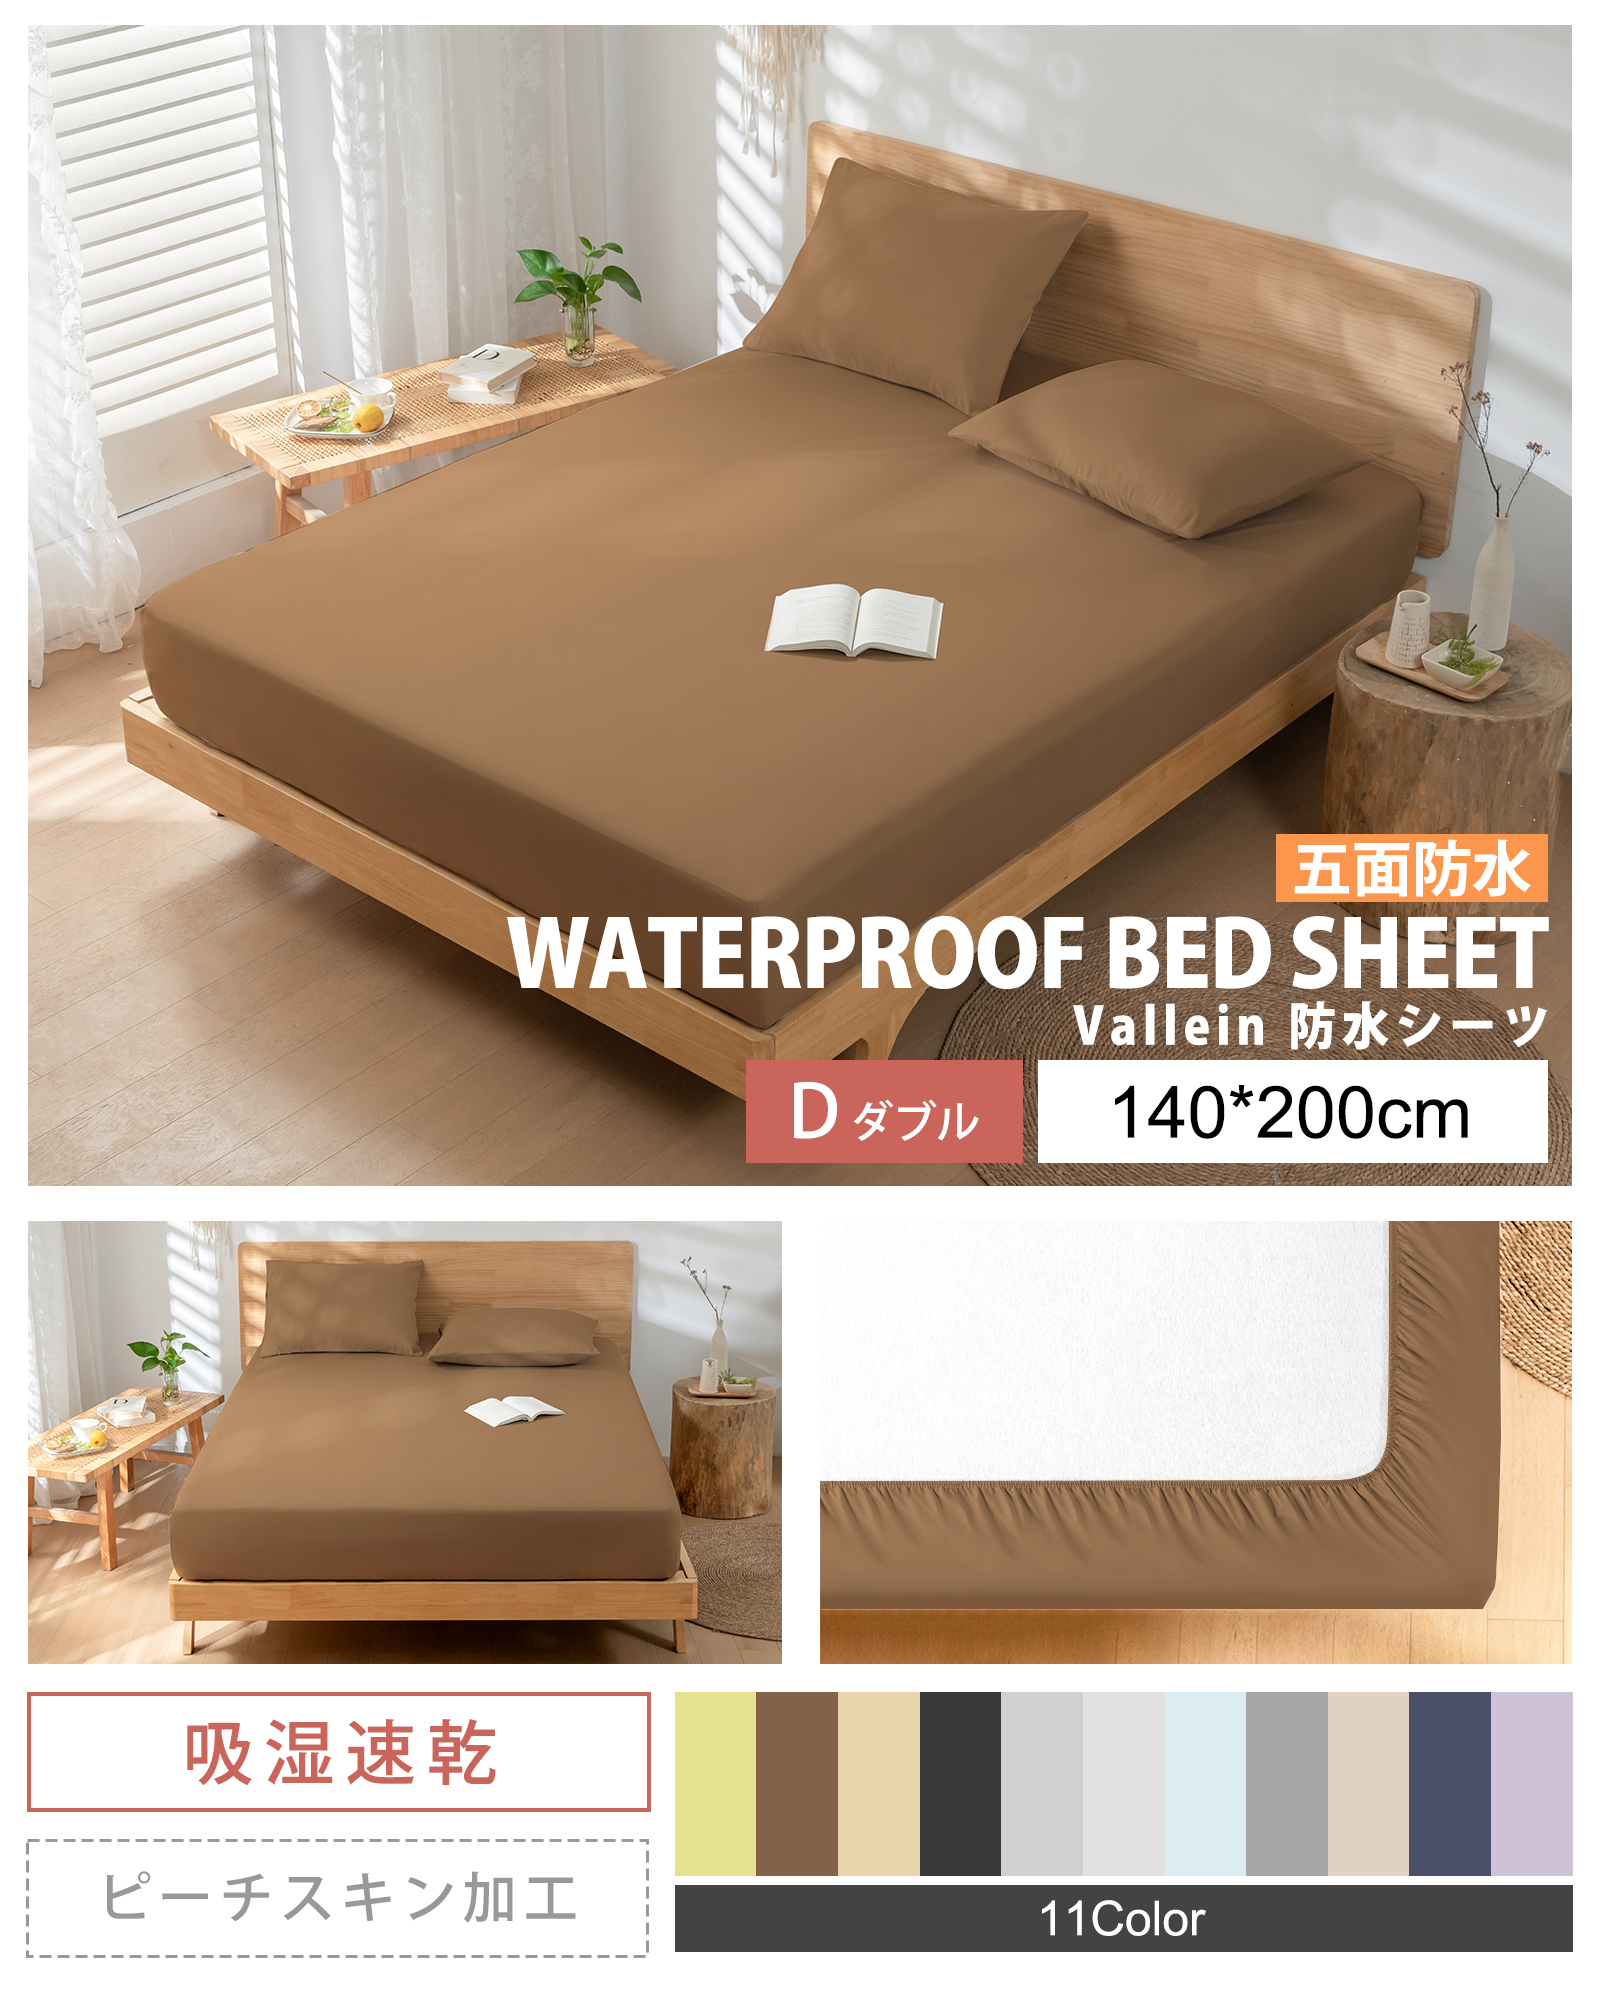 五面防水
WATERPROOF BED SHEET
Vallein 防水シーツ
D ダブル
140*200cm
D
D
吸湿速乾
ピーチスキン加工
11Color